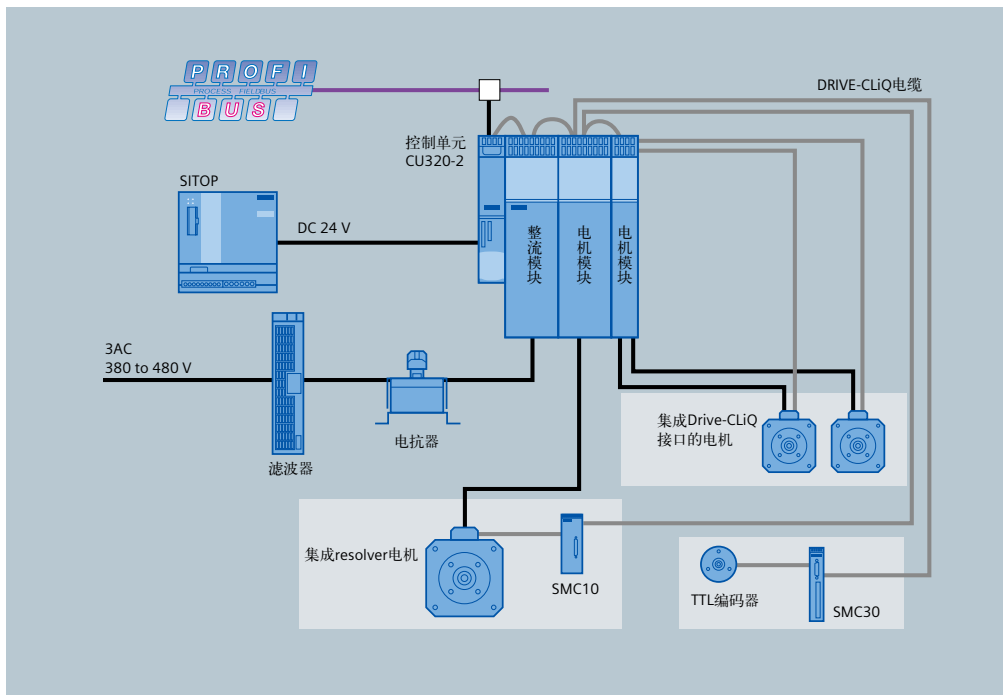 PROFI
PROCESS FIELDBUS
BUS
DRIVE-CLiQ电缆
控制单元
CU320-2
SITOP
DC 24 V
整流模块
电机模块
电机模块
3AC
380 to 480 V
滤波器
电抗器
集成Drive-CLiQ
接口的电机
集成resolver电机
SMC10
TTL编码器
SMC30